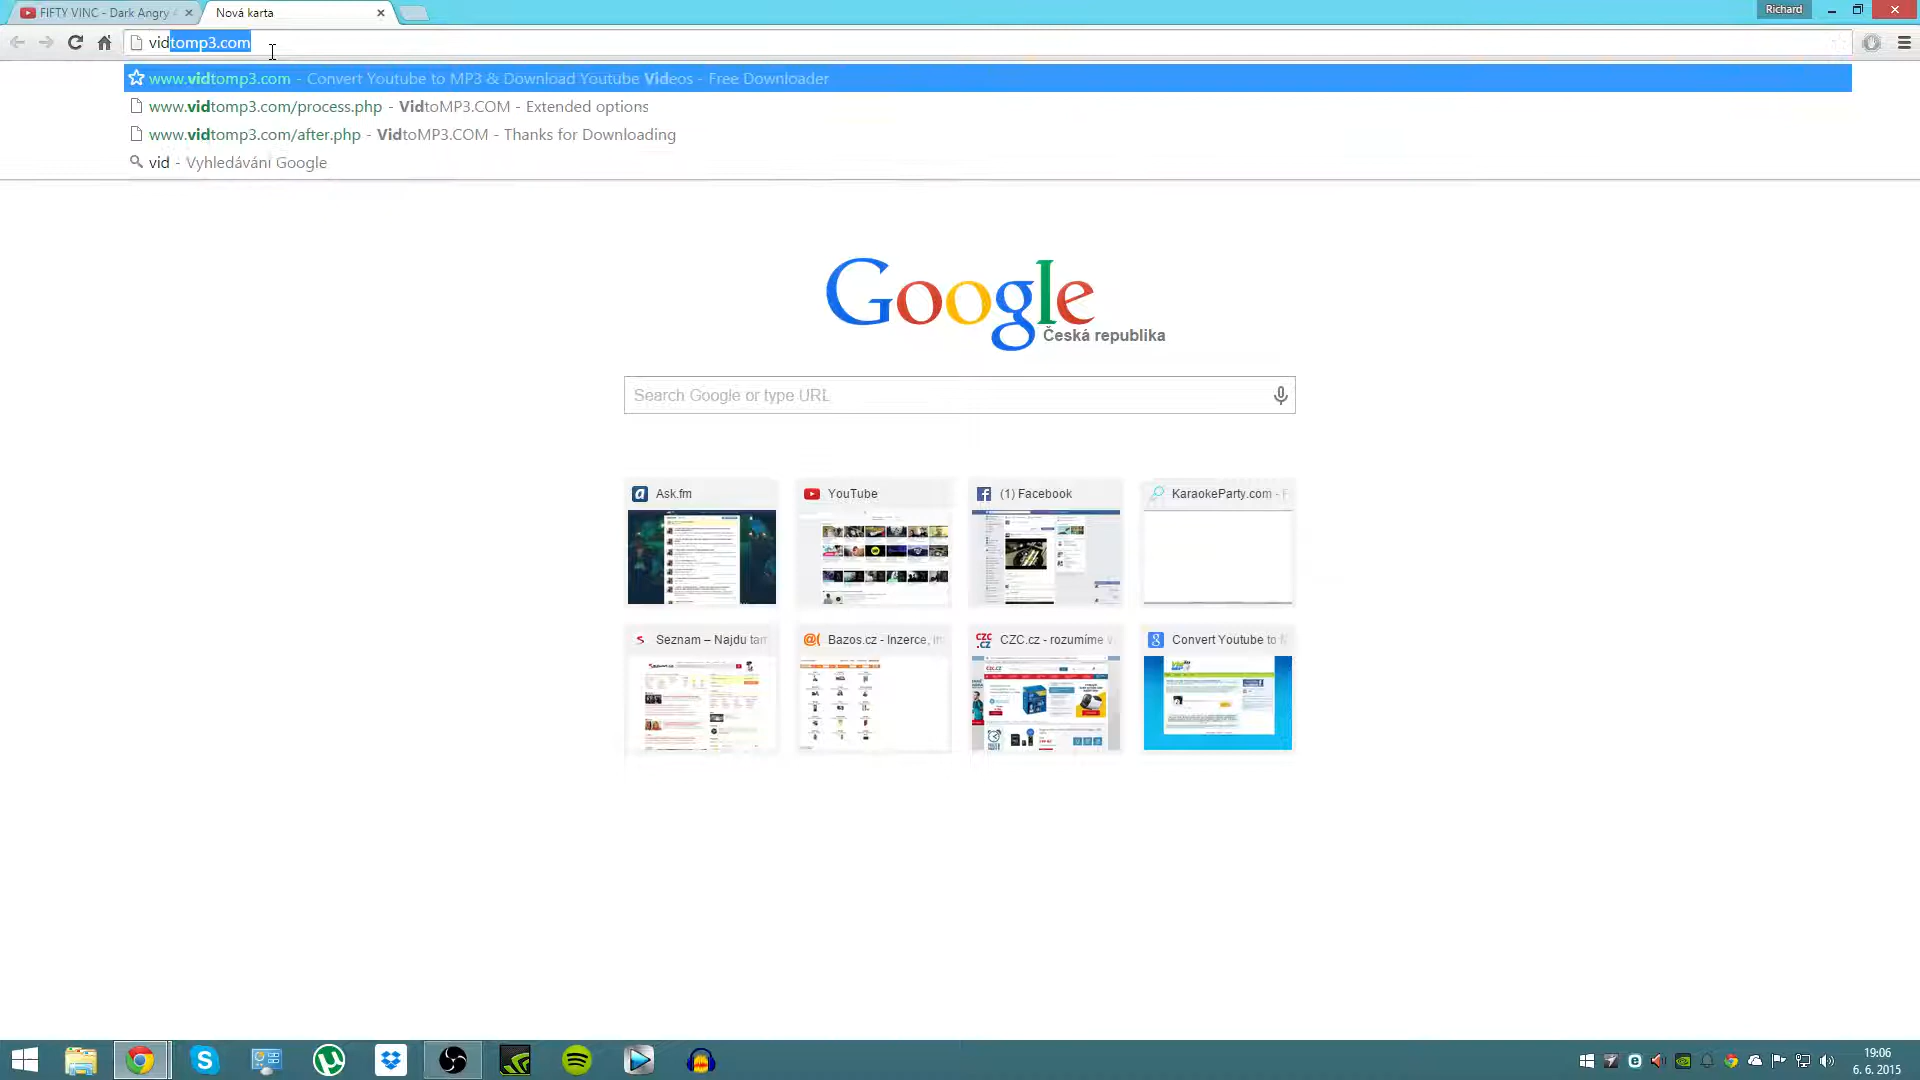 FIFTY VINC - Dark Angry
Nová karta
Richard
vidtomp3.com
www.vidtomp3.com - Convert Youtube to MP3 & Download Youtube Videos - Free Downloader
www.vidtomp3.com/process.php - VidtoMP3.COM - Extended options
www.vidtomp3.com/after.php - VidtoMP3.COM - Thanks for Downloading
vid - Vyhledávání Google
Google
Česká republika
Search Google or type URL
Ask.fm
YouTube
(1) Facebook
KaraokeParty.com - F
Seznam – Najdu tam
Bazos.cz - Inzerce, in
CZC.cz - rozumíme
Convert Youtube to
19:06
6. 6. 2015